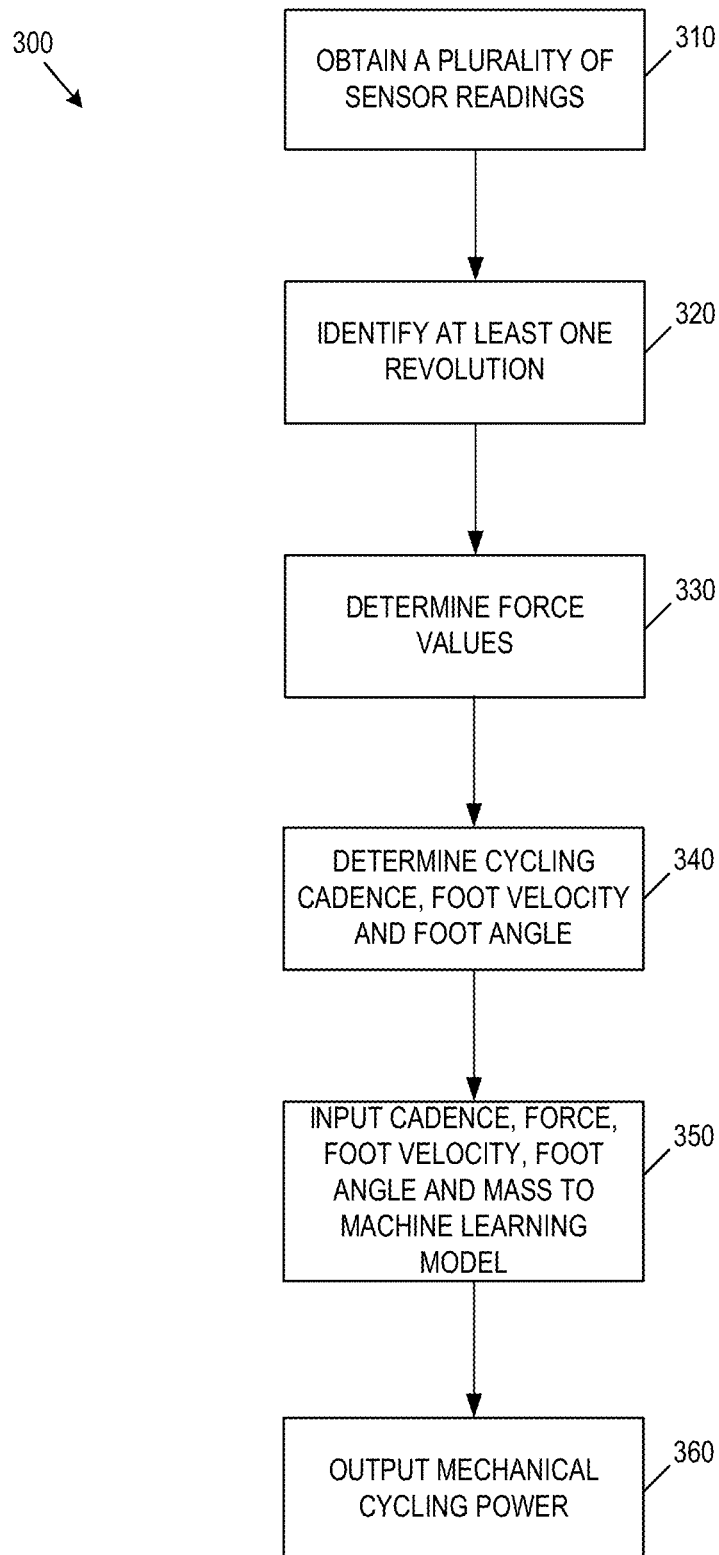 300
310
OBTAIN A PLURALITY OF
SENSOR READINGS
320
IDENTIFY AT LEAST ONE
REVOLUTION
330
DETERMINE FORCE
VALUES
340
DETERMINE CYCLING
CADENCE, FOOT VELOCITY
AND FOOT ANGLE
350
INPUT CADENCE, FORCE,
FOOT VELOCITY, FOOT
ANGLE AND MASS TO
MACHINE LEARNING
MODEL
360
OUTPUT MECHANICAL
CYCLING POWER